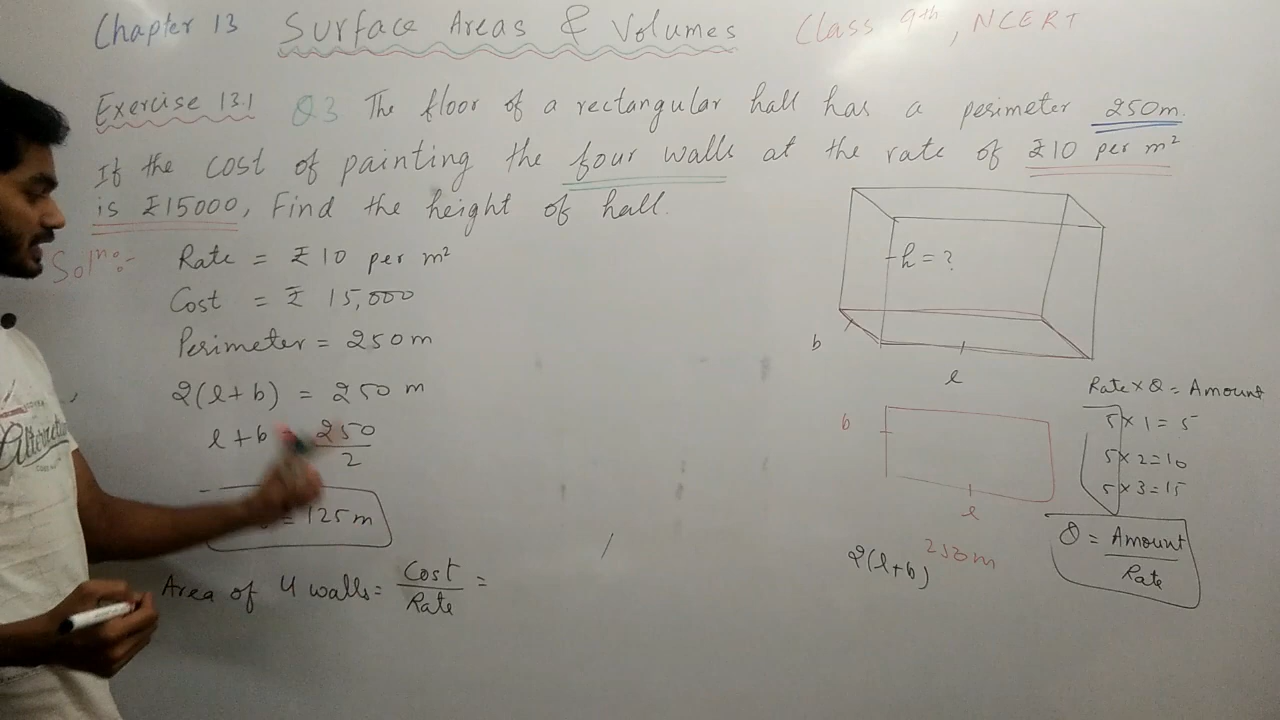 Chapter 13 Surface Areas & Volumes Class 9th, NCERT
Exercise 13.1 Q3 The floor of a rectangular hall has a perimeter 250m.
If the cost of painting the four walls at the rate of ₹10 per m²
is ₹15000, Find the height of hall.
Solⁿ:-
Rate = ₹10 per m²
Cost = ₹ 15,000
Perimeter = 250m
2(l+b) = 250 m
l+b = 250/2
= 125m
Area of 4 walls = Cost/Rate =
h = ?
b
l
b
l
2(l+b) 250m
Rate x Q = Amount
5 x 1 = 5
5 x 2 = 10
5 x 3 = 15
Q = Amount/Rate